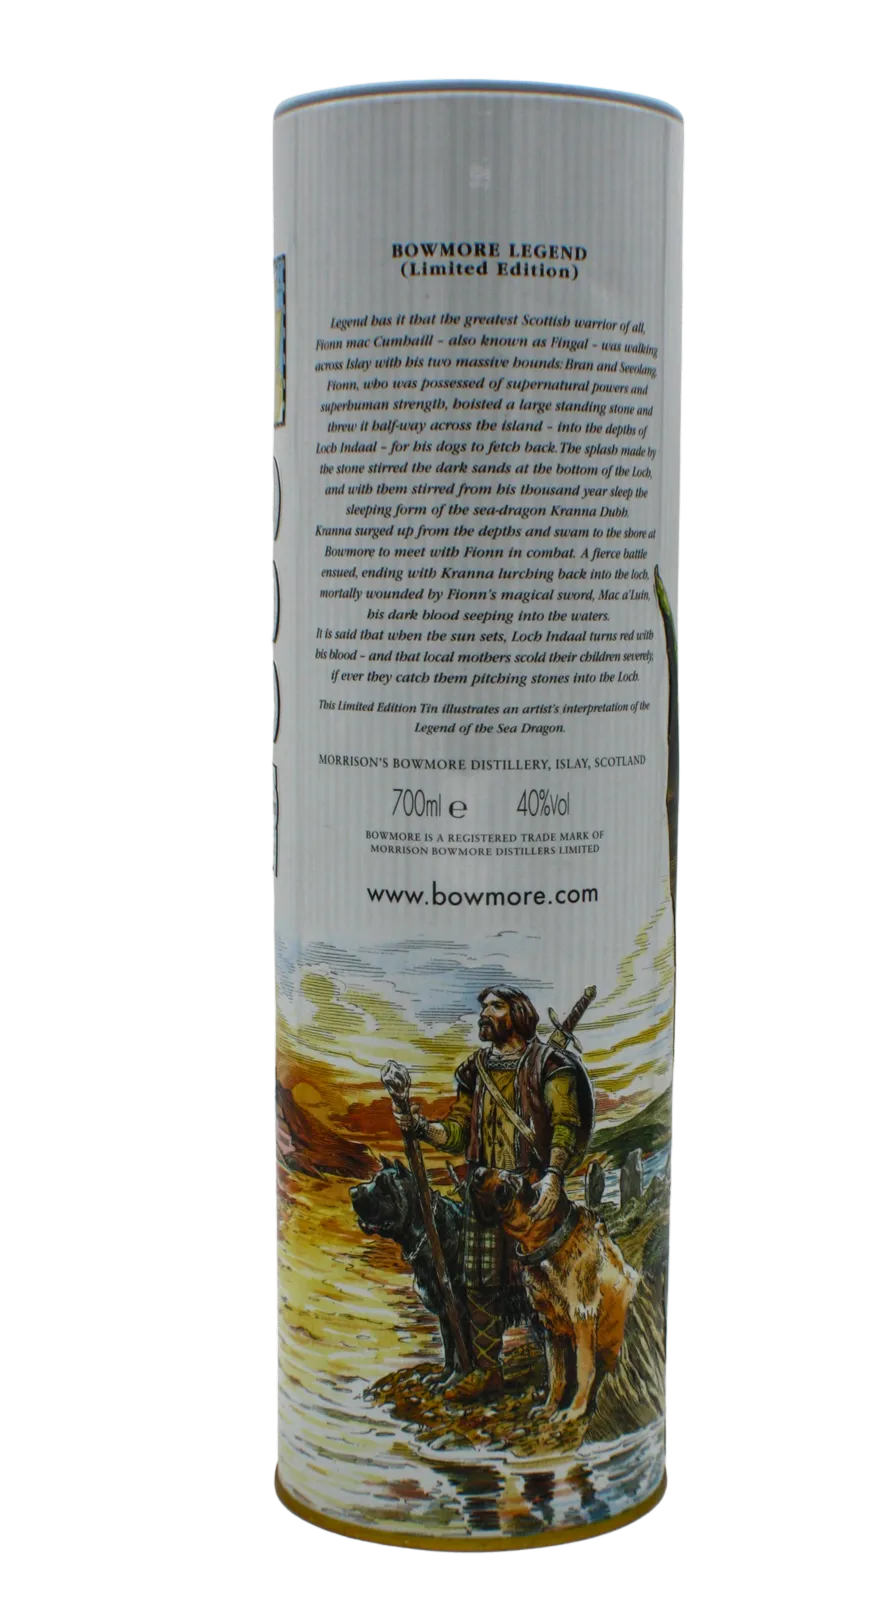 BOWMORE LEGEND
(Limited Edition)
Legend has it that the greatest Scottish warrior of all,
Fionn mac Cumhaill - also known as Fingal - was walking
across Islay with his two massive hounds: Bran and Sceolang.
Fionn, who was possessed of supernatural powers and
superhuman strength, hoisted a large standing stone and
threw it half-way across the island - into the depths of
Loch Indaal - for his dogs to fetch back. The splash made by
the stone stirred the dark sands at the bottom of the Loch,
and with them stirred from his thousand year sleep the
sleeping form of the sea-dragon Kranna Dubh.
Kranna surged up from the depths and swam to the shore at
Bowmore to meet with Fionn in combat. A fierce battle
ensued, ending with Kranna lurching back into the loch,
mortally wounded by Fionn's magical sword, Mac a'Luin,
his dark blood seeping into the waters.
It is said that when the sun sets, Loch Indaal turns red with
his blood - and that local mothers scold their children severely,
if ever they catch them pitching stones into the Loch.
This Limited Edition Tin illustrates an artist's interpretation of the
Legend of the Sea Dragon.
MORRISON'S BOWMORE DISTILLERY, ISLAY, SCOTLAND
700ml e 40%Vol
BOWMORE IS A REGISTERED TRADE MARK OF
MORRISON BOWMORE DISTILLERS LIMITED
www.bowmore.com